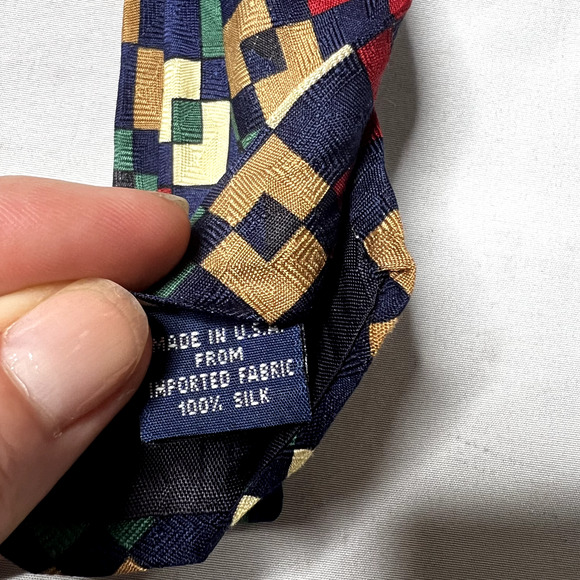 MADE IN U.S.A.
FROM
IMPORTED FABRIC
100% SILK